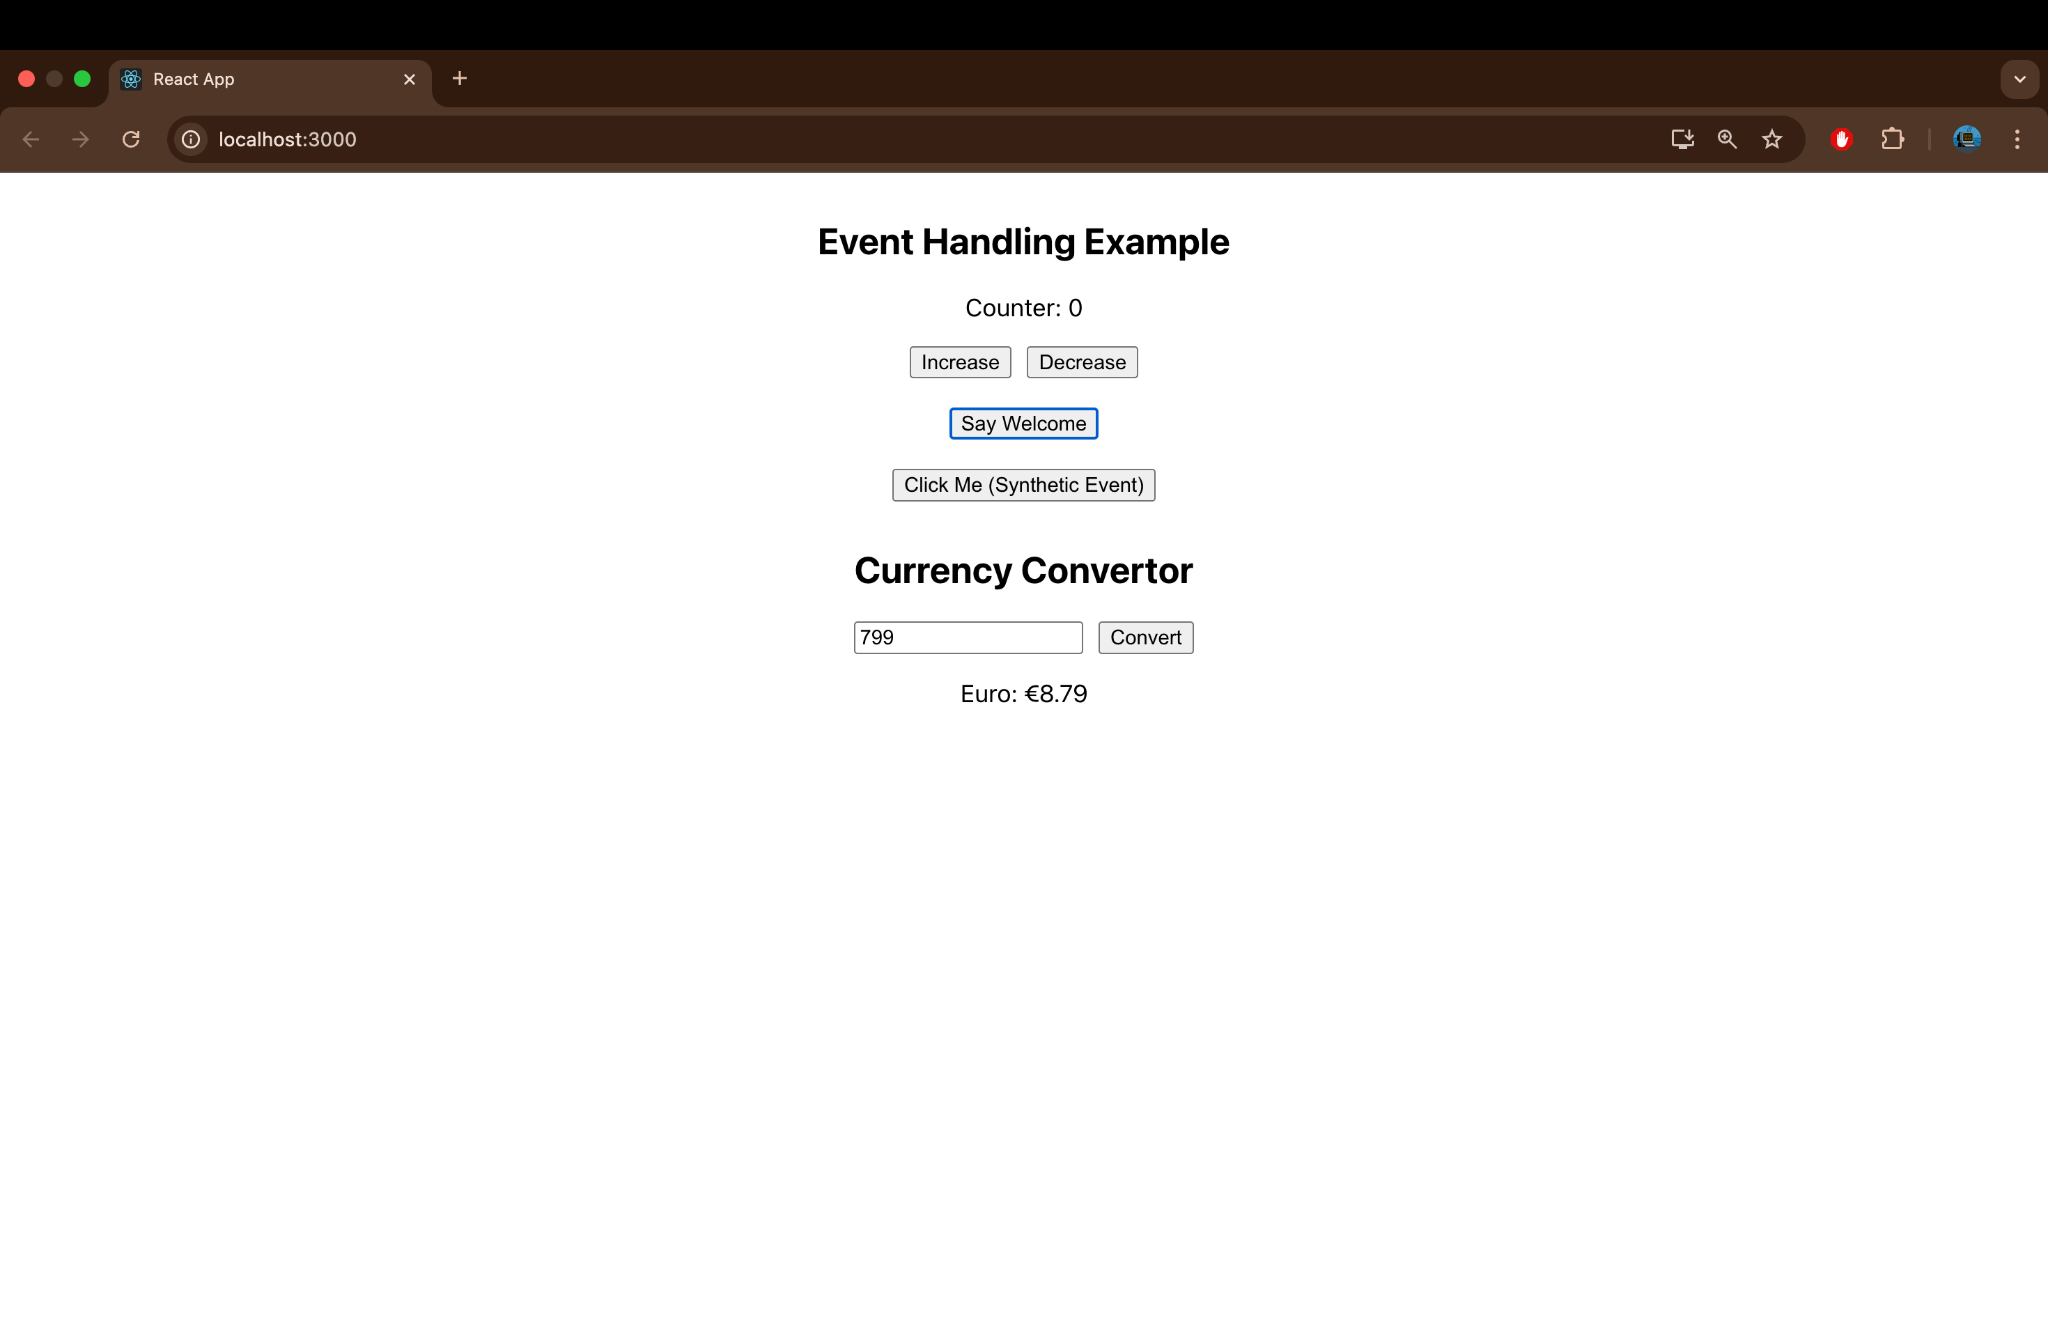 React App
localhost:3000
Event Handling Example
Counter: 0
Increase Decrease
Say Welcome
Click Me (Synthetic Event)
Currency Convertor
799 Convert
Euro: €8.79